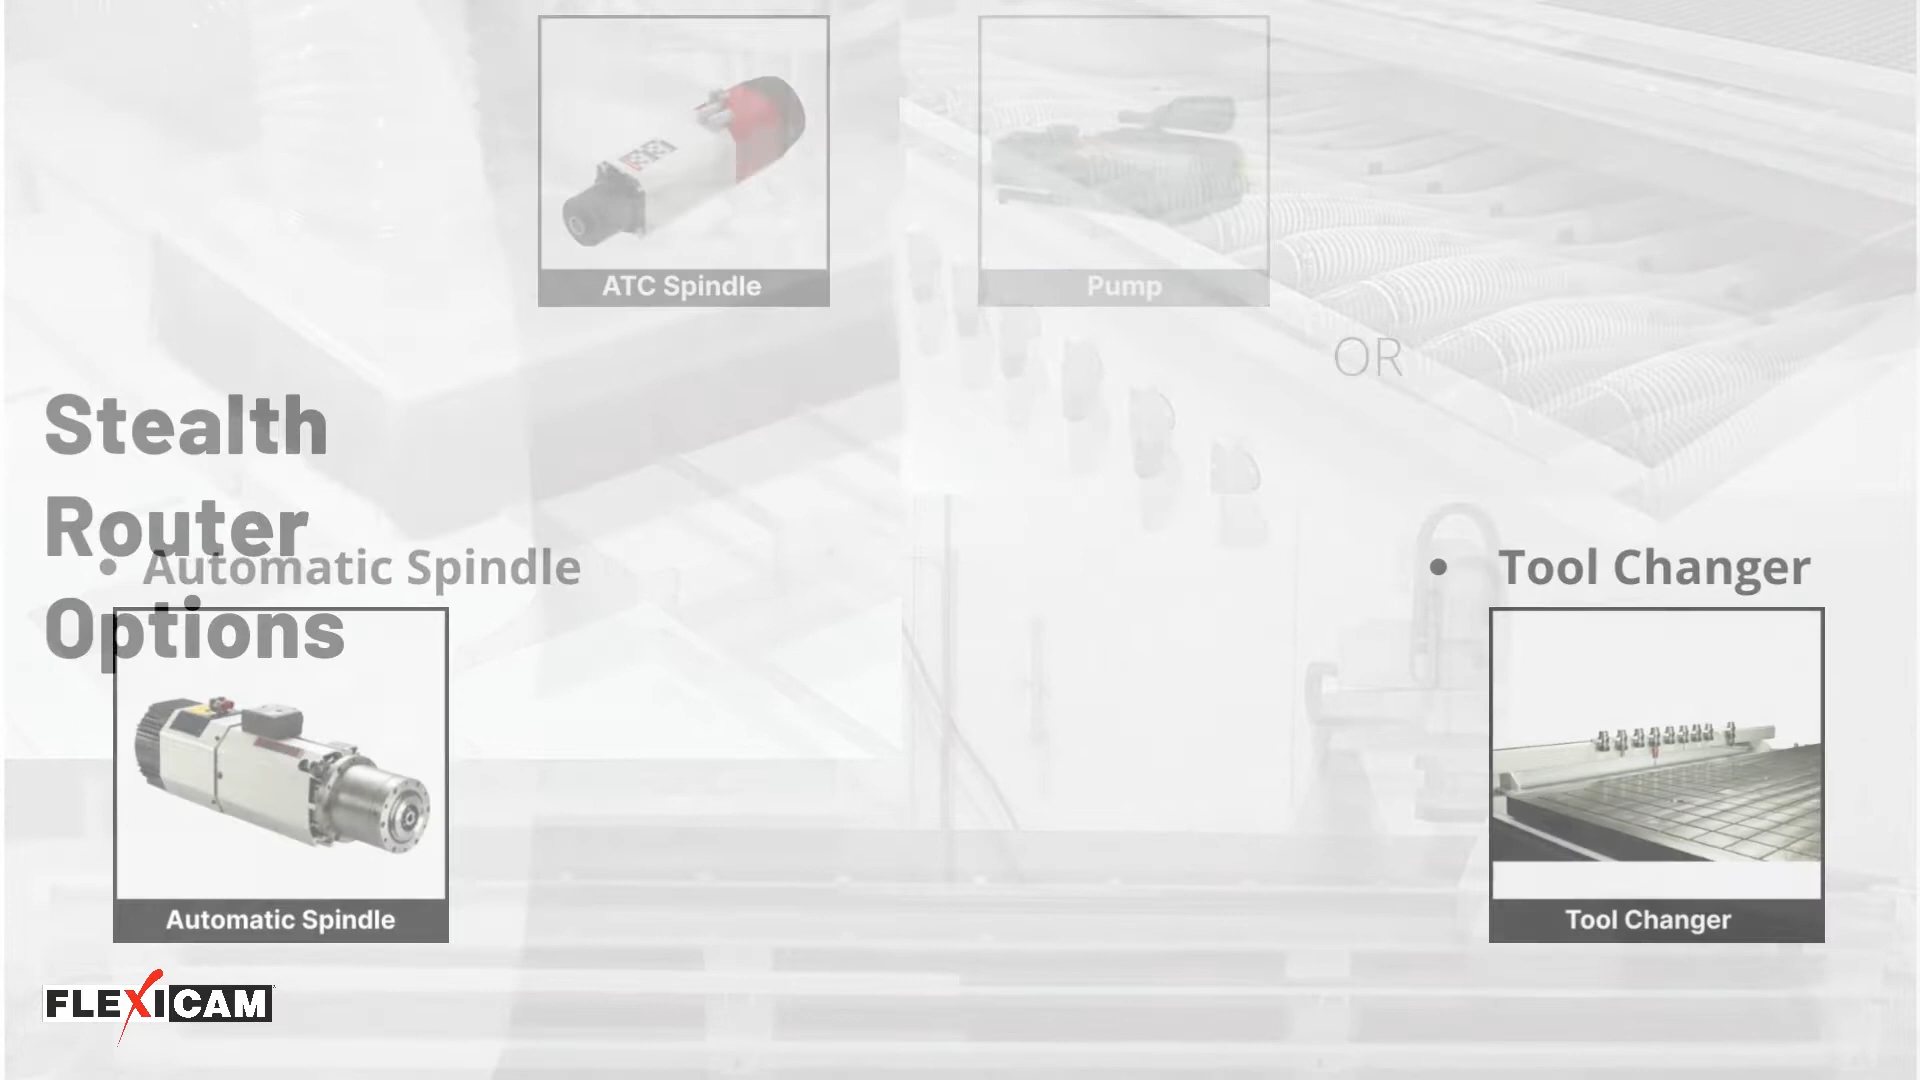 ATC Spindle
Pump
OR
Stealth
Router
Options
• Automatic Spindle
• Tool Changer
Automatic Spindle
Tool Changer
FLEXICAM